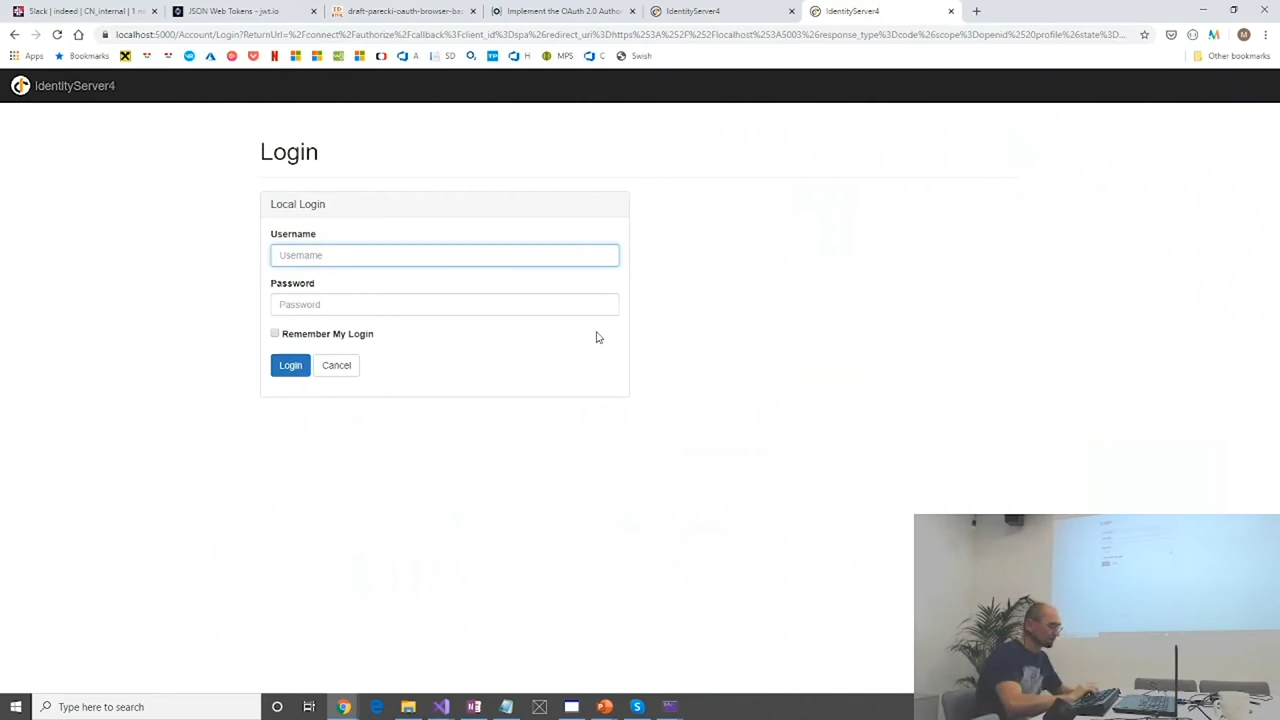 Slack | indeed | CN_internal | 1 n
JSON Web Tokens - jwt.io
draft-parecki-oauth-browser-ba
Implement the OAuth 2.0 Author
IdentityServer4
IdentityServer4
localhost:5000/Account/Login?ReturnUrl=%2Fconnect%2Fauthorize%2Fcallback%3Fclient_id%3Dspa%26redirect_uri%3Dhttps%253A%252F%252Flocalhost%253A5003%26response_type%3Dcode%26scope%3Dopenid%2520profile%26state%3D...
Apps
Bookmarks
A
SD
H
MPS
C
Swish
Other bookmarks
IdentityServer4
Login
Local Login
Username
Username
Password
Password
Remember My Login
Login
Cancel
Type here to search